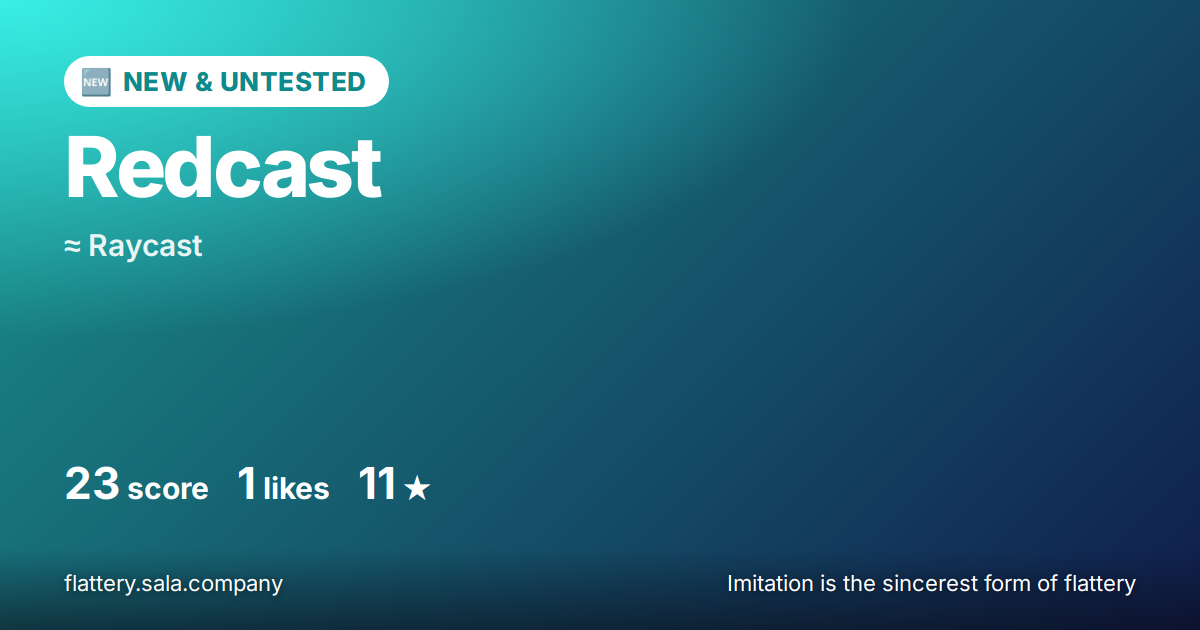 🆕 NEW & UNTESTED
Redcast
≈ Raycast
23 score 1 likes 11 ★
flattery.sala.company
Imitation is the sincerest form of flattery